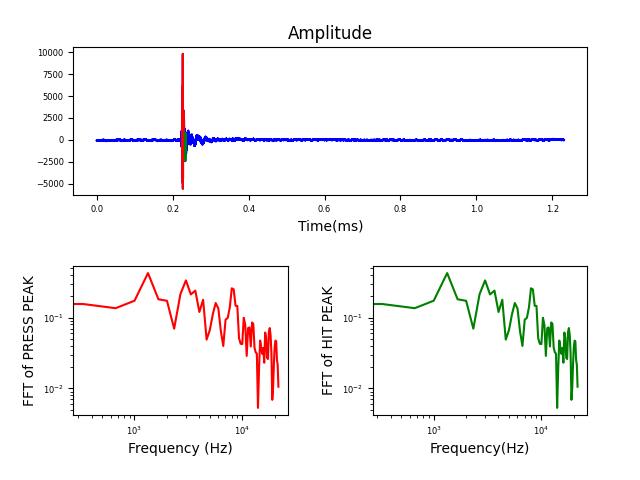 Amplitude
10000
7500
5000
2500
0
−2500
−5000
0.0 0.2 0.4 0.6 0.8 1.0 1.2
Time(ms)
FFT of PRESS PEAK
10⁻¹
10⁻²
10³ 10⁴
Frequency (Hz)
FFT of HIT PEAK
10⁻¹
10⁻²
10³ 10⁴
Frequency(Hz)